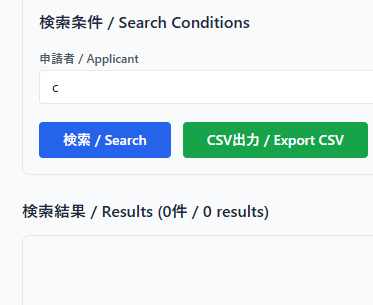 検索条件 / Search Conditions
申請者 / Applicant
c
検索 / Search
CSV出力 / Export CSV
検索結果 / Results (0件 / 0 results)